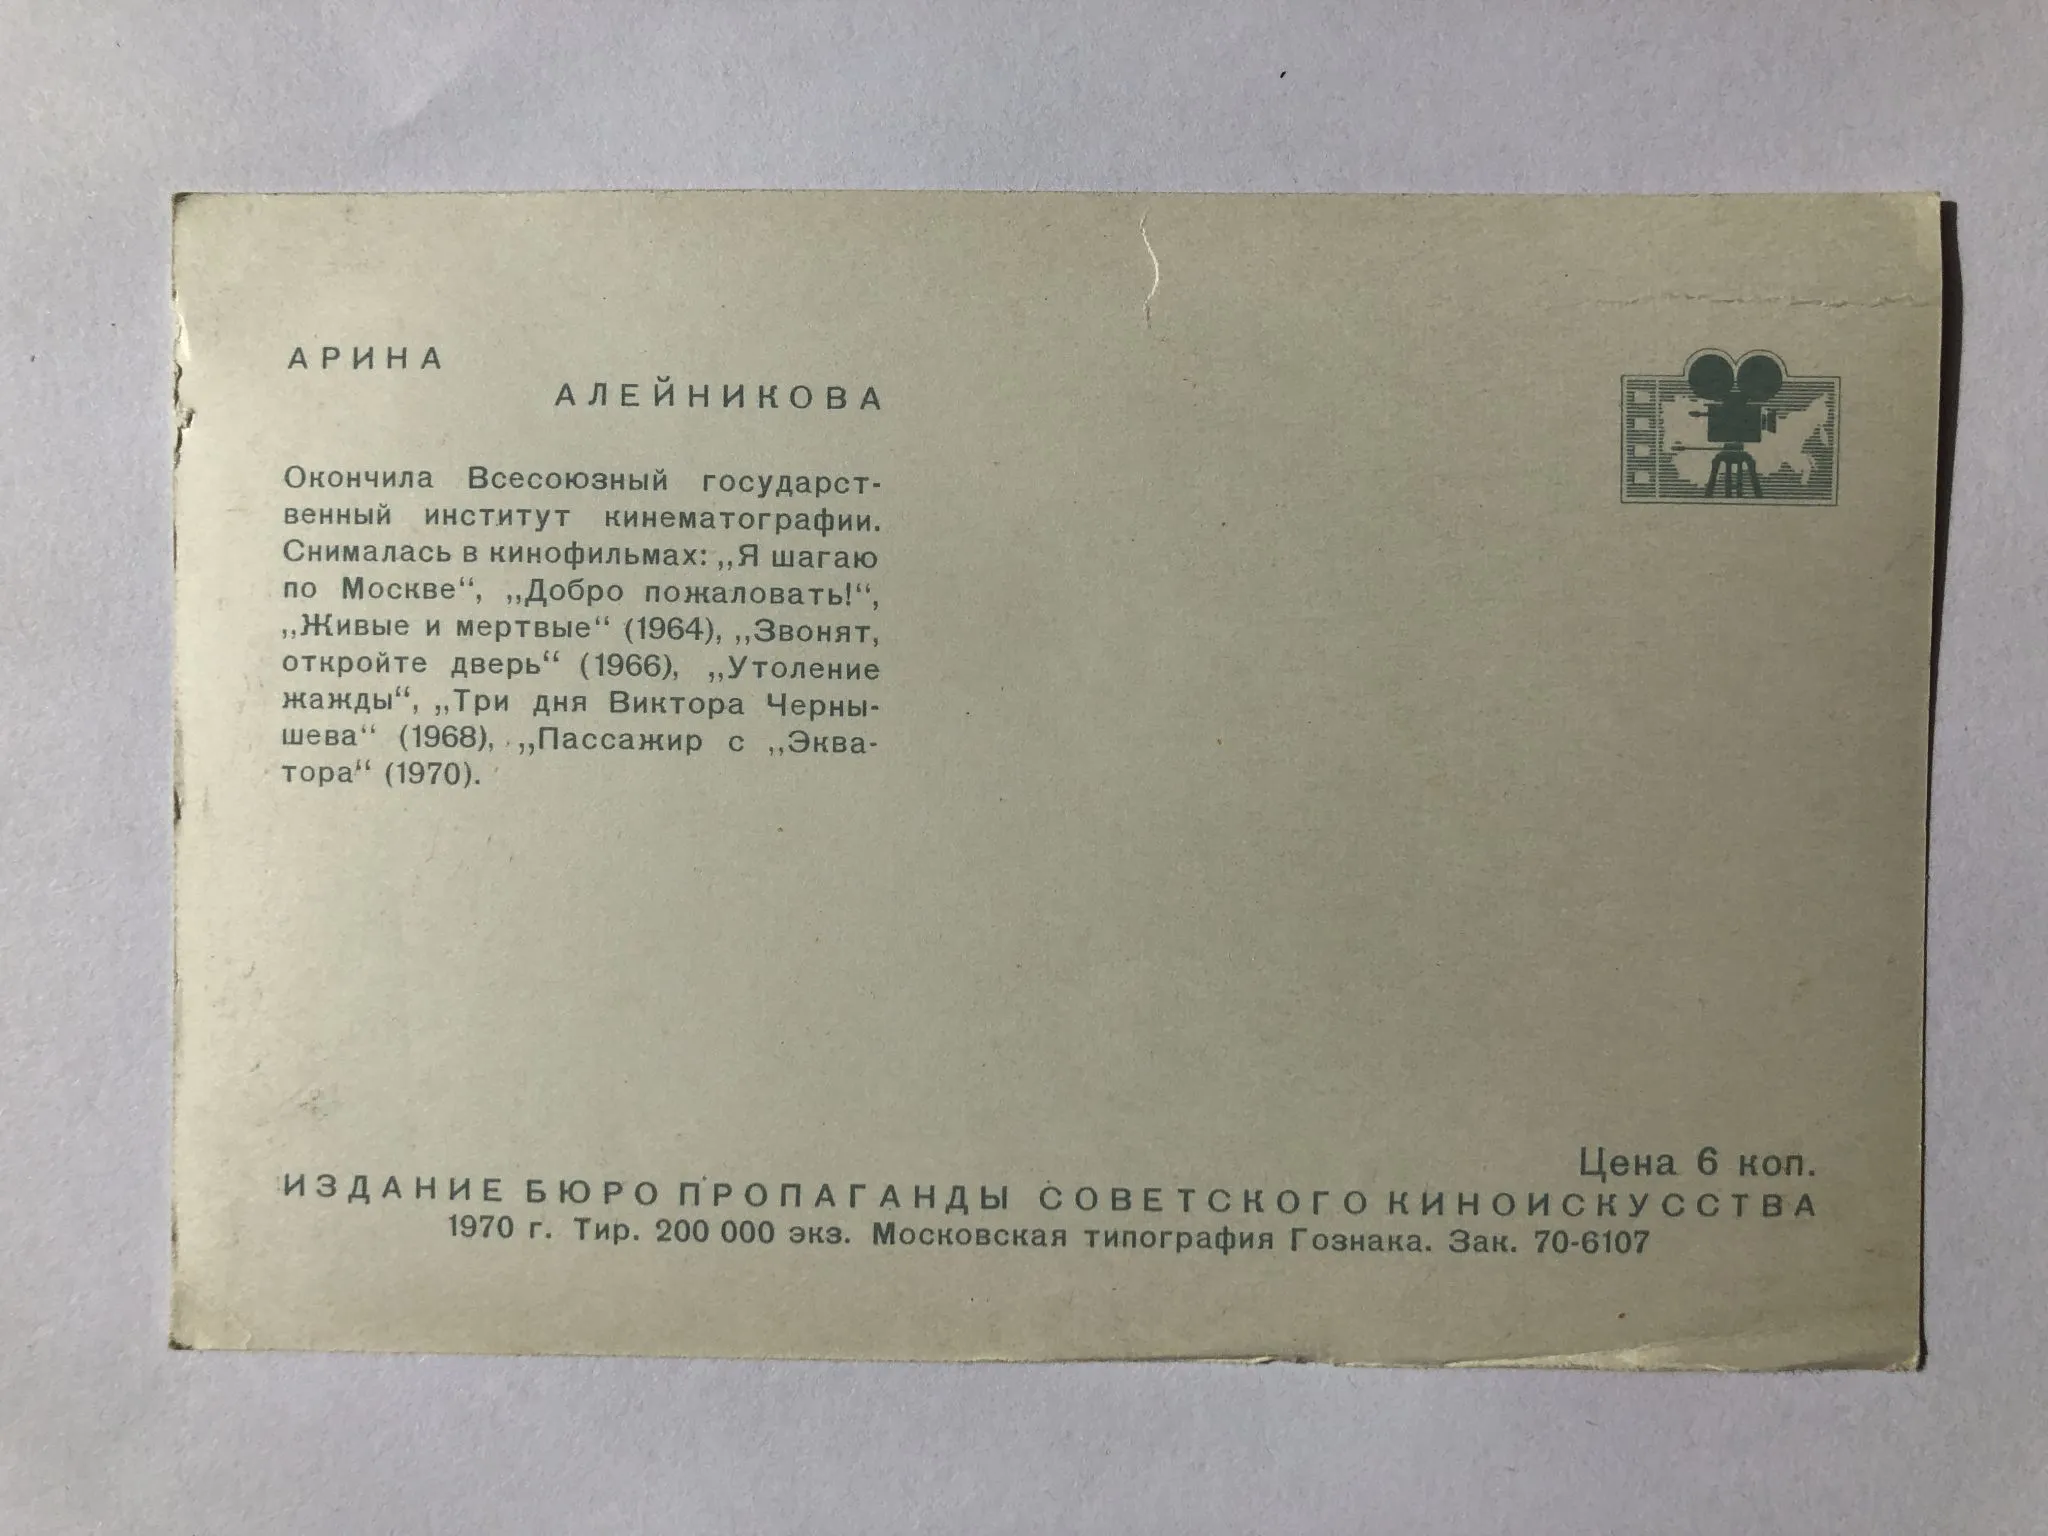 АРИНА
АЛЕЙНИКОВА
Окончила Всесоюзный государст-
венный институт кинематографии.
Снималась в кинофильмах: „Я шагаю
по Москве“, „Добро пожаловать!“,
„Живые и мертвые“ (1964), „Звонят,
откройте дверь“ (1966), „Утоление
жажды“, „Три дня Виктора Черны-
шева“ (1968), „Пассажир с „Эква-
тора“ (1970).
Цена 6 коп.
ИЗДАНИЕ БЮРО ПРОПАГАНДЫ СОВЕТСКОГО КИНОИСКУССТВА
1970 г. Тир. 200 000 экз. Московская типография Гознака. Зак. 70-6107